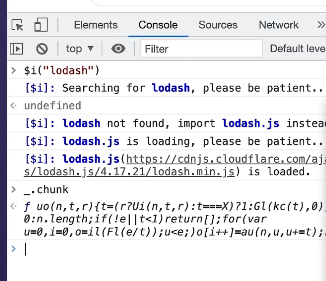 Elements Console Sources Network
top Filter Default leve
> $i("lodash")
[$i]: Searching for lodash, please be patient..
undefined
[$i]: lodash not found, import lodash.js instea
[$i]: lodash.js is loading, please be patient..
[$i]: lodash.js(https://cdnjs.cloudflare.com/aja
s/lodash.js/4.17.21/lodash.min.js) is loaded.
> _.chunk
ƒ uo(n,t,r){t=(r?Ui(n,t,r):t===X)?1:Gl(kc(t),0)
0:n.length;if(!e||t<1)return[];for(var
u=0,i=0,o=il(Fl(e/t));u<e;)o[i++]=au(n,u,u+=t);
>